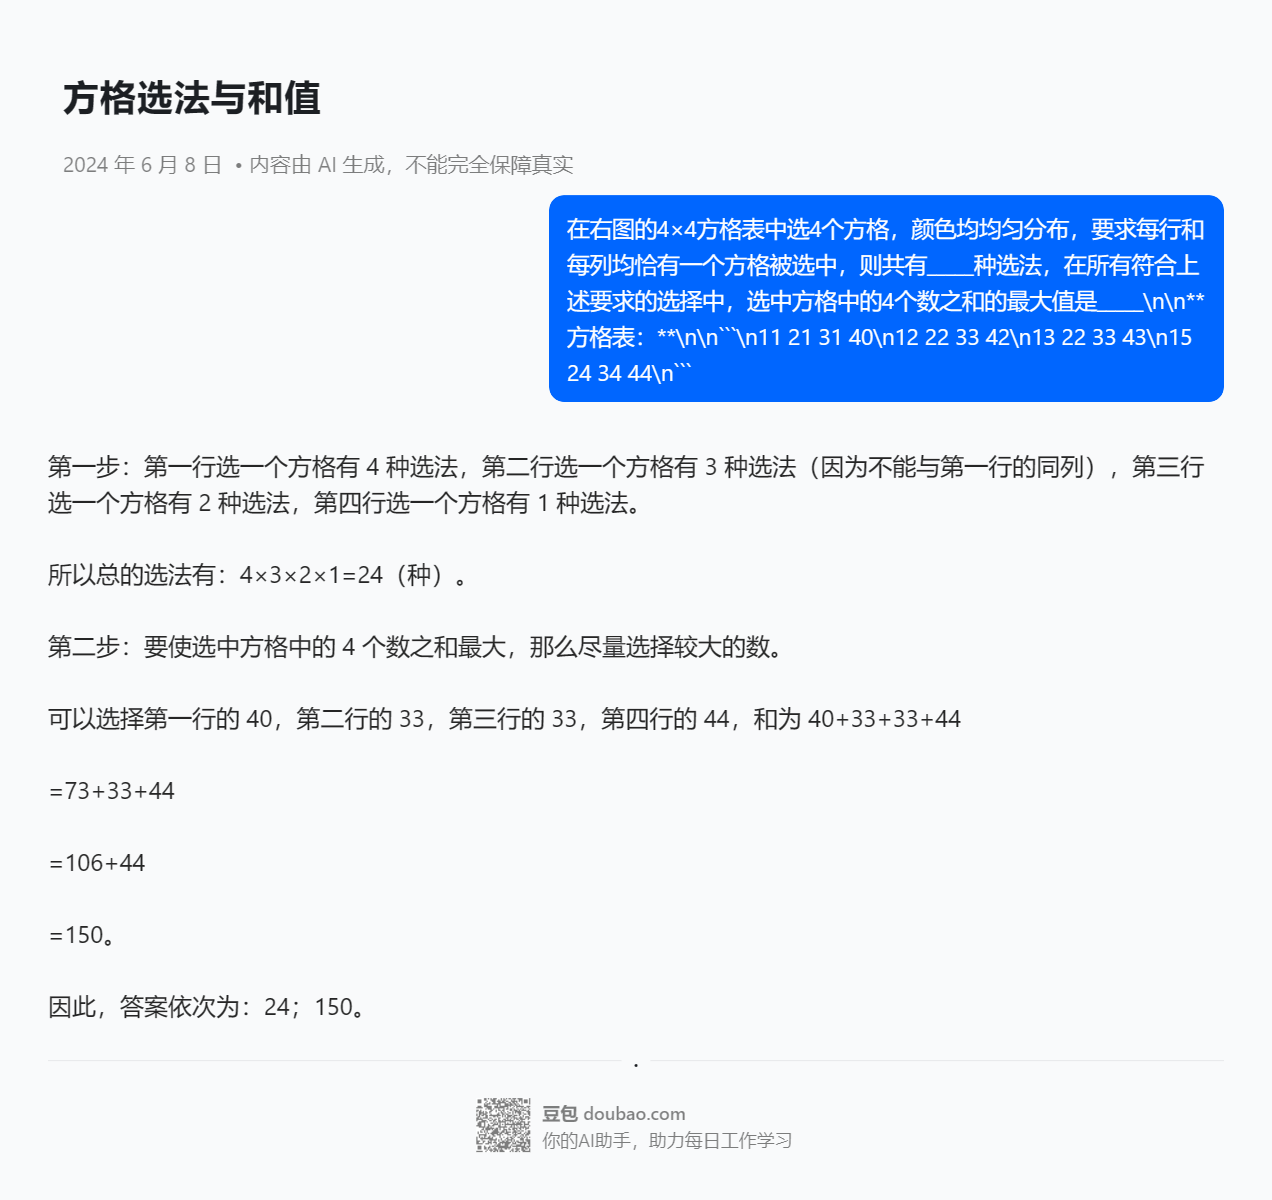 方格选法与和值
2024 年 6 月 8 日 • 内容由 AI 生成，不能完全保障真实
在右图的4×4方格表中选4个方格，颜色均均匀分布，要求每行和
每列均恰有一个方格被选中，则共有_____种选法，在所有符合上
述要求的选择中，选中方格中的4个数之和的最大值是_____\n\n**
方格表：**\n\n```\n11 21 31 40\n12 22 33 42\n13 22 33 43\n15
24 34 44\n```
第一步：第一行选一个方格有 4 种选法，第二行选一个方格有 3 种选法（因为不能与第一行的同列），第三行
选一个方格有 2 种选法，第四行选一个方格有 1 种选法。
所以总的选法有：4×3×2×1=24（种）。
第二步：要使选中方格中的 4 个数之和最大，那么尽量选择较大的数。
可以选择第一行的 40，第二行的 33，第三行的 33，第四行的 44，和为 40+33+33+44
=73+33+44
=106+44
=150。
因此，答案依次为：24；150。
豆包 doubao.com
你的AI助手，助力每日工作学习